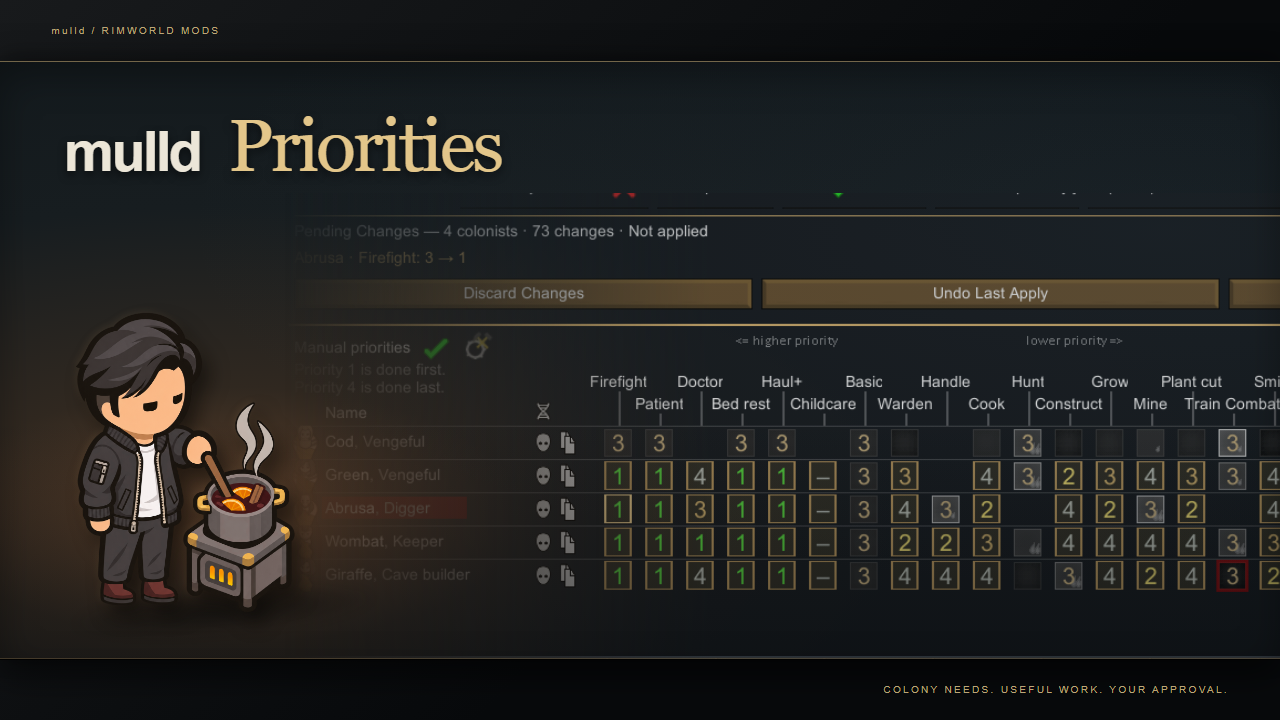 mulld / RIMWORLD MODS
mulld Priorities
Pending Changes — 4 colonists · 73 changes · Not applied
Abrusa · Firefight: 3 → 1
Discard Changes Undo Last Apply
<= higher priority lower priority =>
Manual priorities
Priority 1 is done first.
Priority 4 is done last.
Firefight Doctor Haul+ Basic Handle Hunt Grow Plant cut Smi
Name Patient Bed rest Childcare Warden Cook Construct Mine Train Combat
Cod, Vengeful 3 3 3 3 3 3 3
Green, Vengeful 1 1 4 1 1 – 3 3 4 3 2 3 4 3 3 4
Abrusa, Digger 1 1 3 1 1 – 3 4 3 2 4 2 3 2 4
Wombat, Keeper 1 1 1 1 1 – 3 2 2 3 4 4 4 4 3 3
Giraffe, Cave builder 1 1 4 1 1 – 3 4 4 4 3 4 2 4 3 2
COLONY NEEDS. USEFUL WORK. YOUR APPROVAL.